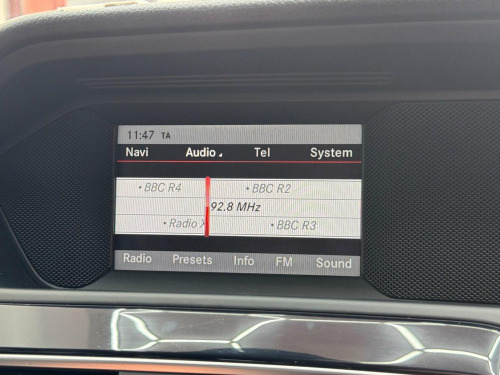 11:47 TA
Navi Audio Tel System
• BBC R4 • BBC R2
92.8 MHz
• Radio X • BBC R3
Radio Presets Info FM Sound